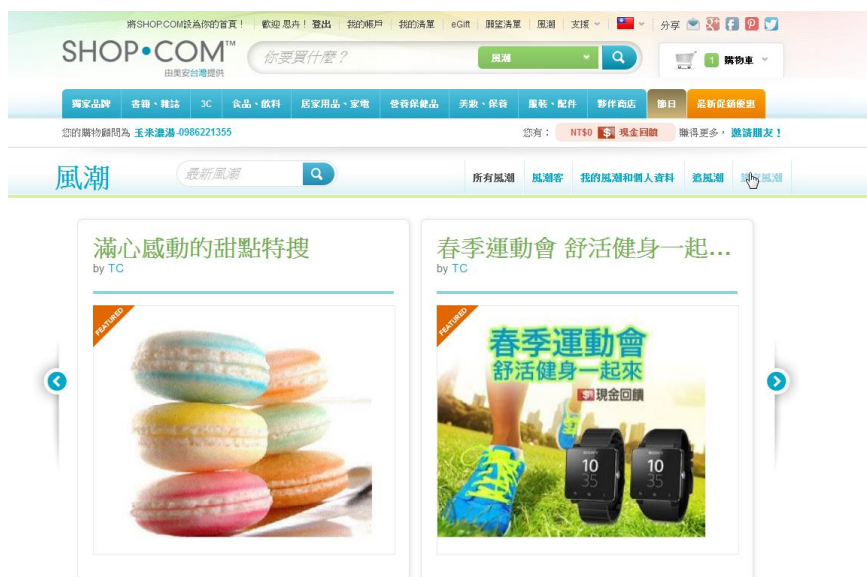 將SHOP.COM設為你的首頁！ 歡迎 思卉！ 登出 我的帳戶 我的清單 eGift 願望清單 風潮 支援 分享
SHOP•COM™
由美安台灣提供
你要買什麼？
風潮
1 購物車
獨家品牌 書籍、雜誌 3C 食品、飲料 居家用品、家電 營養保健品 美妝、保養 服裝、配件 夥伴商店 節日 最新促銷優惠
您的購物顧問為 玉米濃湯-0986221355
您有： NT$0 $ 現金回饋 賺得更多， 邀請朋友！
風潮
最新風潮
所有風潮 風潮客 我的風潮和個人資料 追風潮
滿心感動的甜點特搜
by TC
FEATURED
春季運動會 舒活健身一起...
by TC
FEATURED
春季運動會
舒活健身一起來
$ 現金回饋
SONY
10
35
SONY
10
35